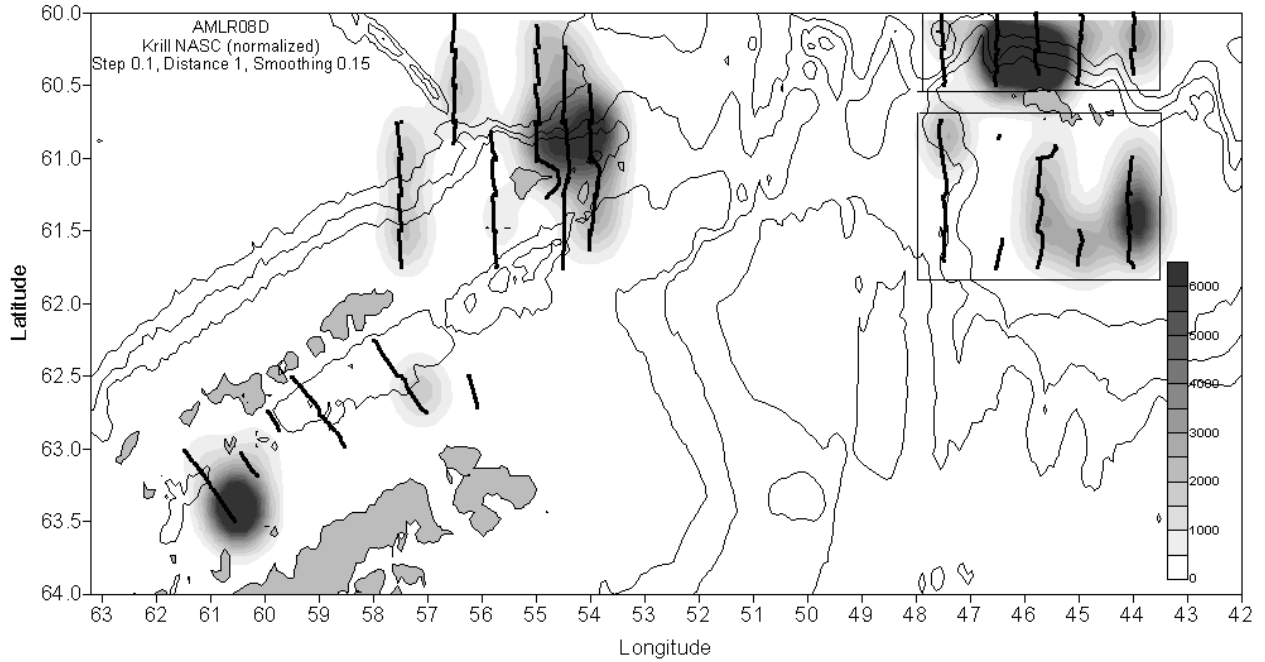 AMLR08D
Krill NASC (normalized)
Step 0.1, Distance 1, Smoothing 0.15
60.0
60.5
61.0
61.5
62.0
62.5
63.0
63.5
64.0
Latitude
6000
5000
4000
3000
2000
1000
0
63 62 61 60 59 58 57 56 55 54 53 52 51 50 49 48 47 46 45 44 43 42
Longitude